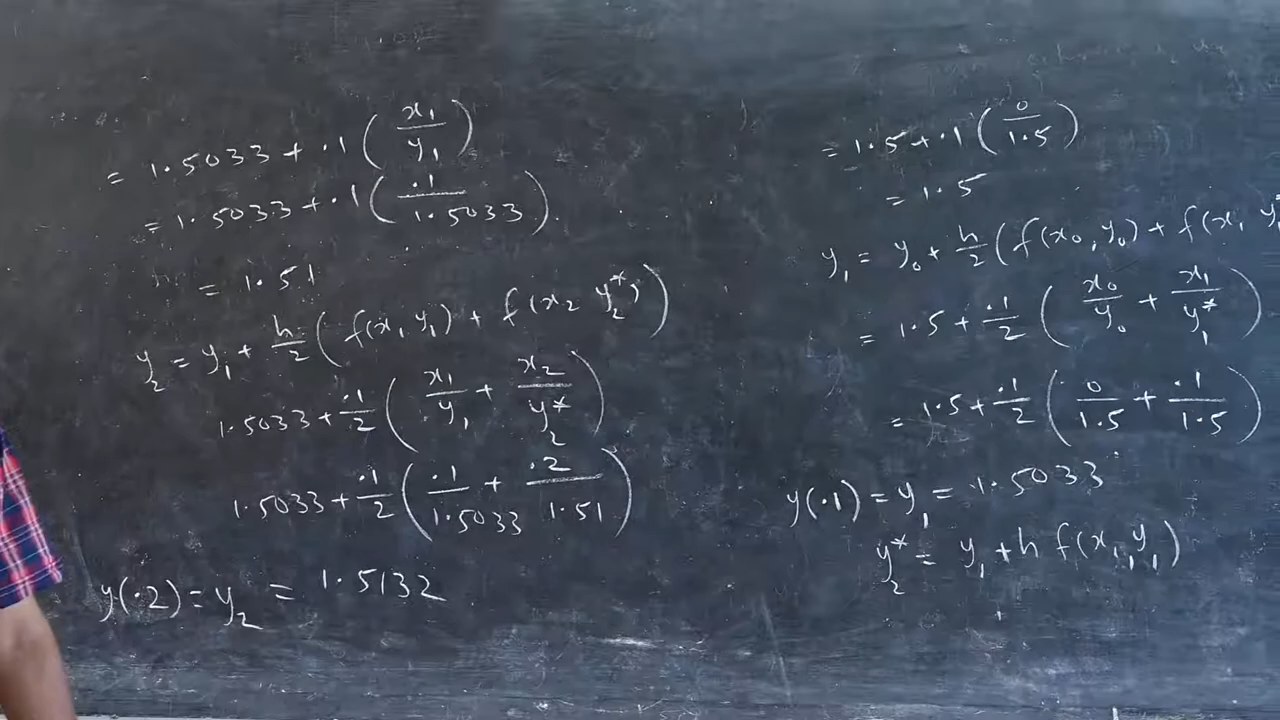 = 1.5033 + .1 ( x₁ / y₁ )
= 1.5033 + .1 ( .1 / 1.5033 ).
= 1.51
y₂ = y₁ + h/2 ( f(x₁ y₁) + f(x₂ y₂*) )
1.5033 + .1/2 ( x₁/y₁ + x₂/y₂* )
1.5033 + .1/2 ( .1/1.5033 + .2/1.51 )
y(.2) = y₂ = 1.5132
= 1.5 + .1 ( 0 / 1.5 )
= 1.5
y₁ = y₀ + h/2 ( f(x₀, y₀) + f(x₁ y₁*
= 1.5 + .1/2 ( x₀/y₀ + x₁/y₁* )
= 1.5 + .1/2 ( 0/1.5 + .1/1.5 )
y(.1) = y₁ = 1.5033
y₂* = y₁ + h f(x₁, y₁)